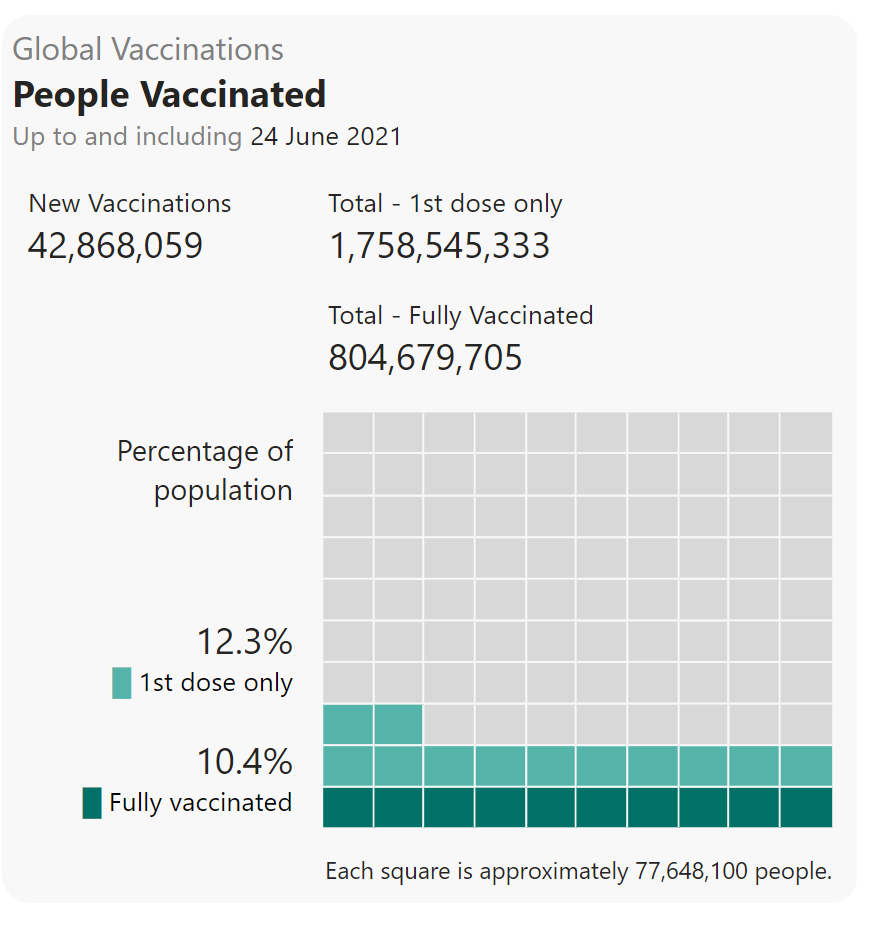 Global Vaccinations
People Vaccinated
Up to and including 24 June 2021
New Vaccinations
42,868,059
Total - 1st dose only
1,758,545,333
Total - Fully Vaccinated
804,679,705
Percentage of
population
12.3%
1st dose only
10.4%
Fully vaccinated
Each square is approximately 77,648,100 people.